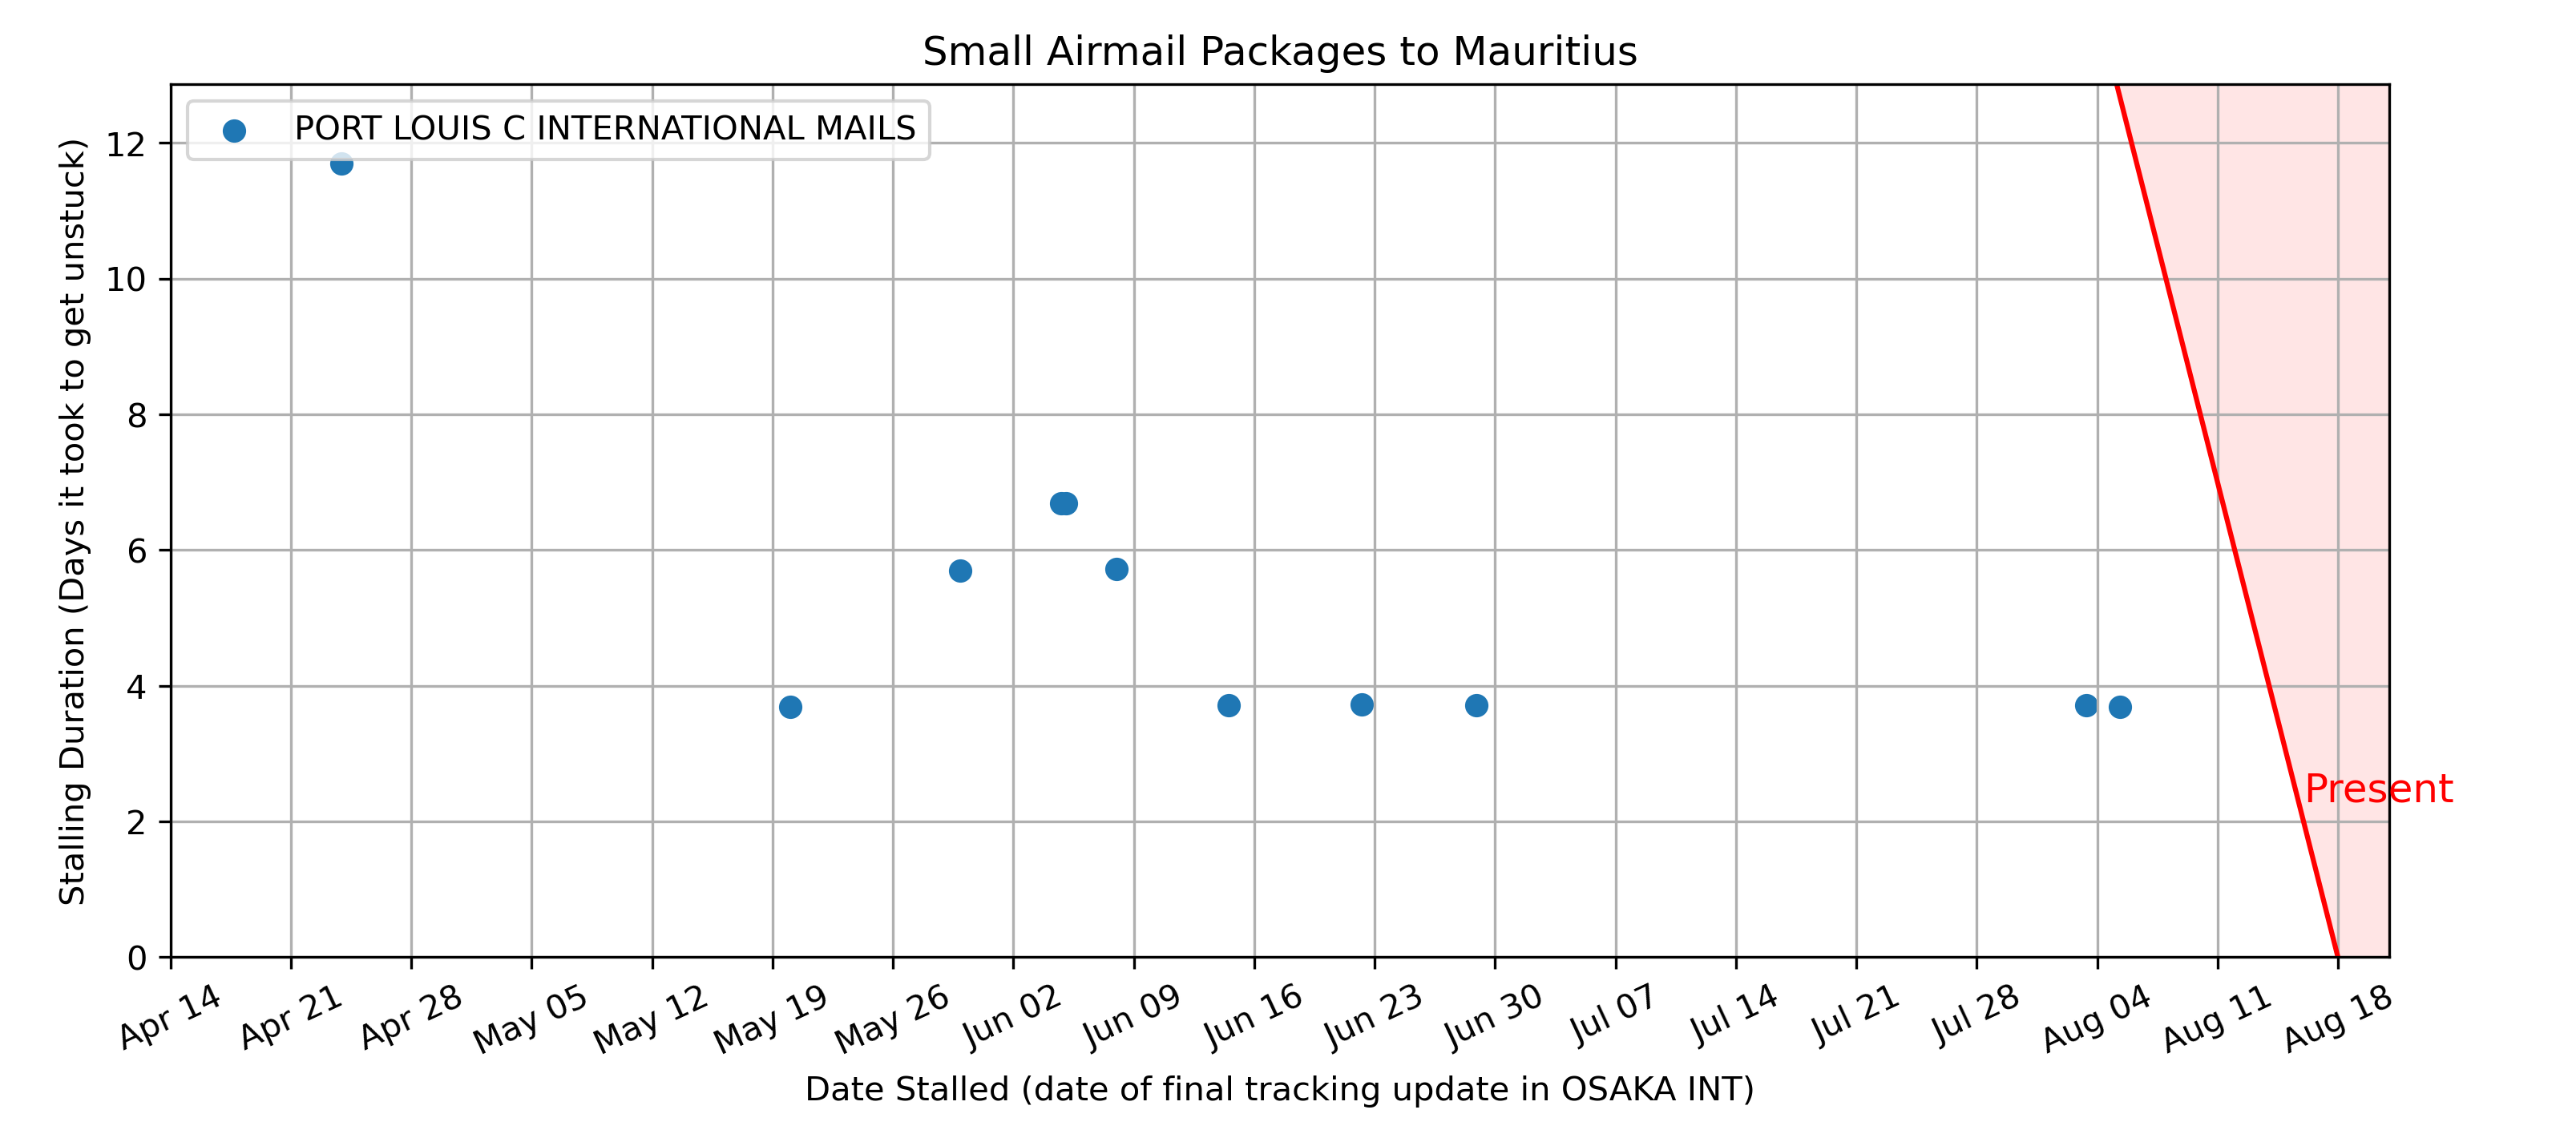 Small Airmail Packages to Mauritius
PORT LOUIS C INTERNATIONAL MAILS
Stalling Duration (Days it took to get unstuck)
12
10
8
6
4
2
0
Present
Apr 14
Apr 21
Apr 28
May 05
May 12
May 19
May 26
Jun 02
Jun 09
Jun 16
Jun 23
Jun 30
Jul 07
Jul 14
Jul 21
Jul 28
Aug 04
Aug 11
Aug 18
Date Stalled (date of final tracking update in OSAKA INT)